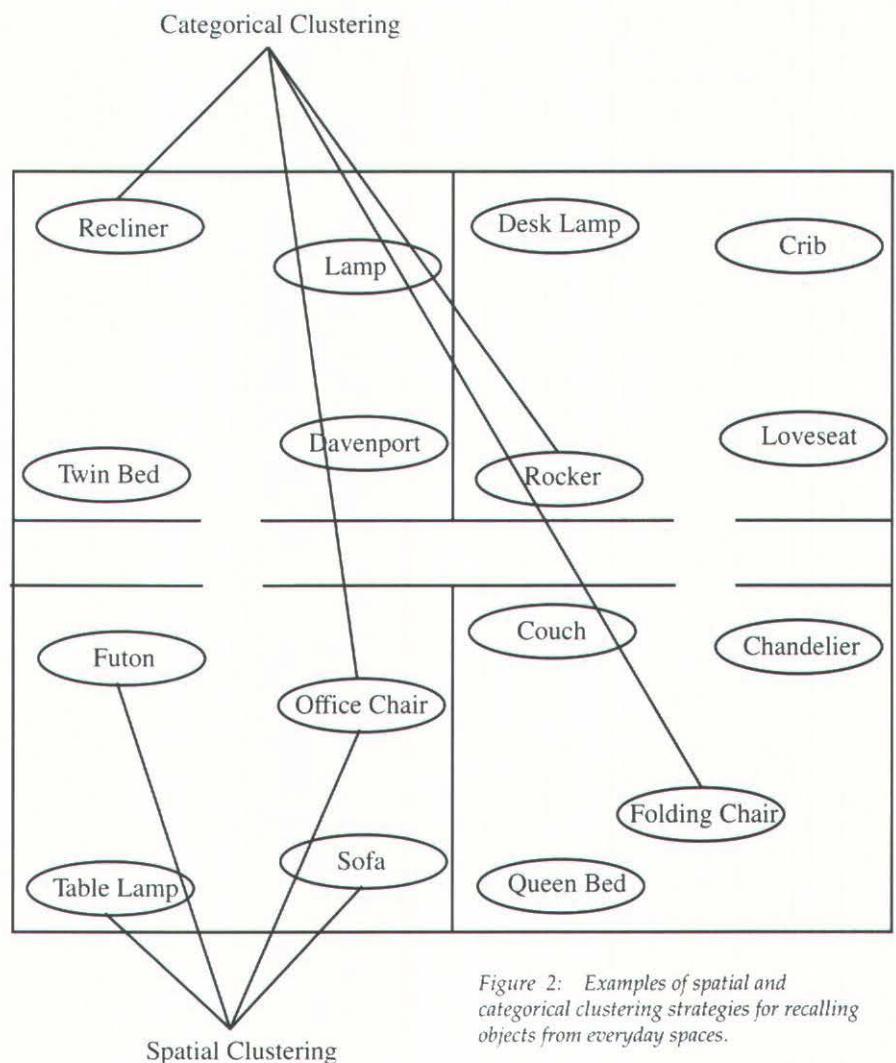 Categorical Clustering
Recliner
Lamp
Desk Lamp
Crib
Twin Bed
Davenport
Rocker
Loveseat
Futon
Office Chair
Couch
Chandelier
Folding Chair
Table Lamp
Sofa
Queen Bed
Figure 2: Examples of spatial and
categorical clustering strategies for recalling
objects from everyday spaces.
Spatial Clustering